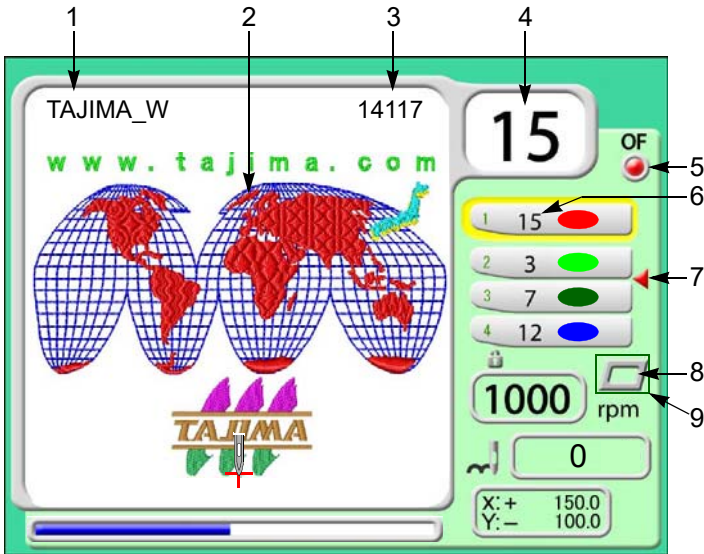 1 2 3 4
TAJIMA_W 14117
15
OF
5
www.tajima.com
6
1 15
2 3
7
3 7
4 12
8
1000 rpm
9
TAJIMA
0
X:+ 150.0
Y:− 100.0